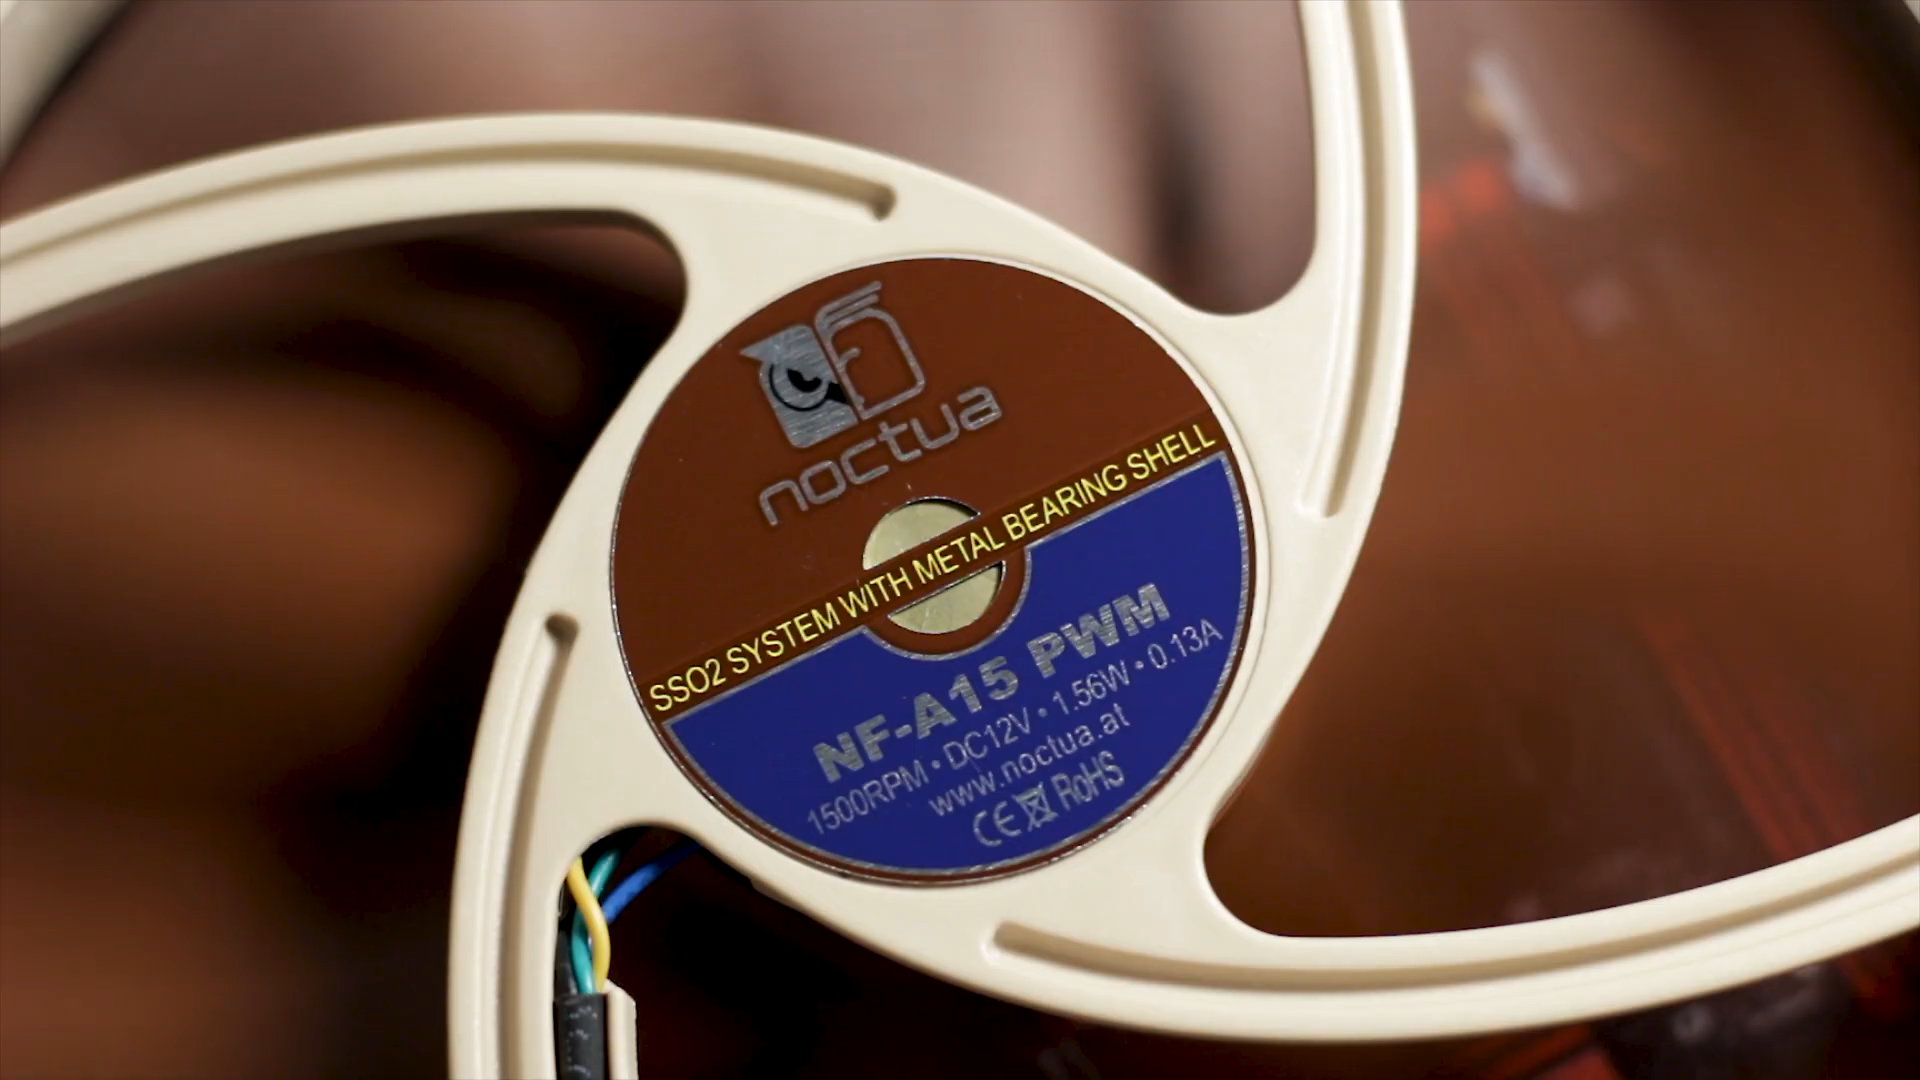 noctua
SSO2 SYSTEM WITH METAL BEARING SHELL
NF-A15 PWM
1500RPM • DC12V • 1.56W • 0.13A
www.noctua.at
CE RoHS